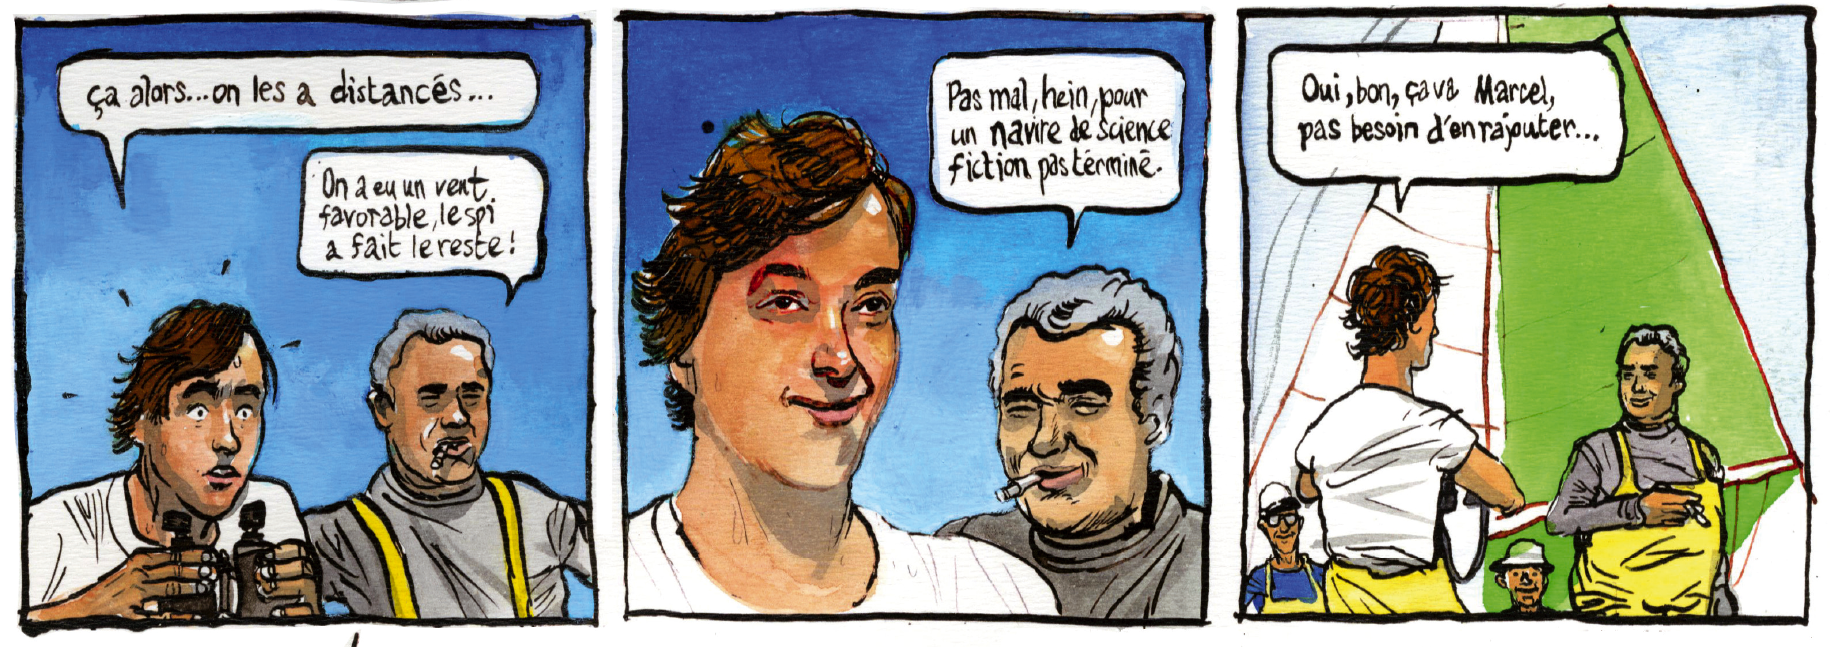 ça alors...on les a distancés...
On a eu un vent
favorable, le spi
a fait le reste!
Pas mal, hein, pour
un navire de science
fiction pas términé.
Oui, bon, ça va Marcel,
pas besoin d'en rajouter...